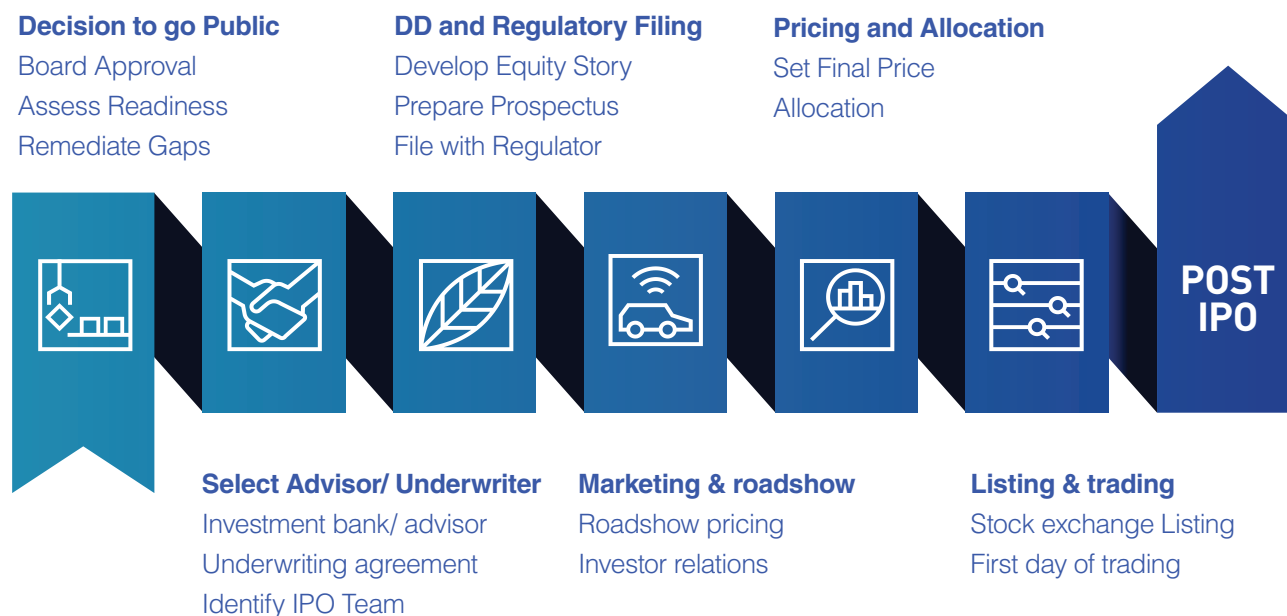 Decision to go Public
Board Approval
Assess Readiness
Remediate Gaps
DD and Regulatory Filing
Develop Equity Story
Prepare Prospectus
File with Regulator
Pricing and Allocation
Set Final Price
Allocation
POST
IPO
Select Advisor/ Underwriter
Investment bank/ advisor
Underwriting agreement
Identify IPO Team
Marketing & roadshow
Roadshow pricing
Investor relations
Listing & trading
Stock exchange Listing
First day of trading